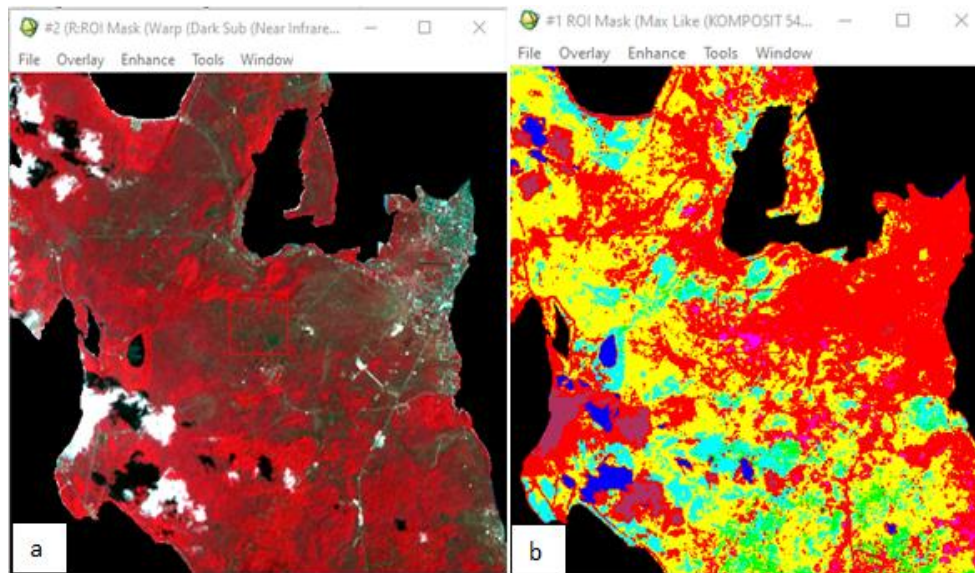 #2 (R:ROI Mask (Warp (Dark Sub (Near Infrare...
File Overlay Enhance Tools Window
a
#1 ROI Mask (Max Like (KOMPOSIT 54...
File Overlay Enhance Tools Window
b